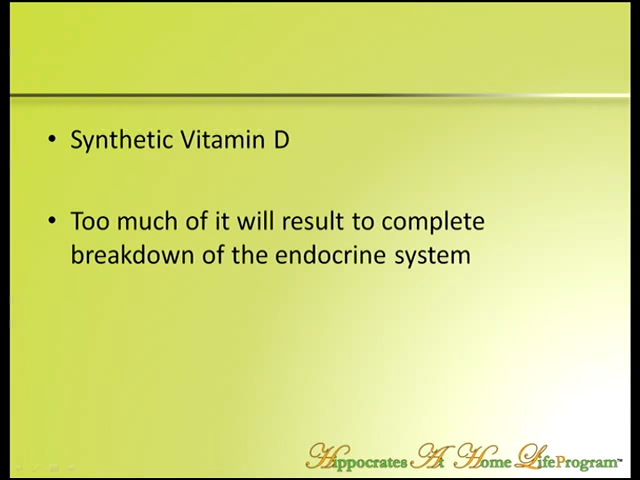 • Synthetic Vitamin D
• Too much of it will result to complete
breakdown of the endocrine system
Hippocrates At Home LifeProgram™